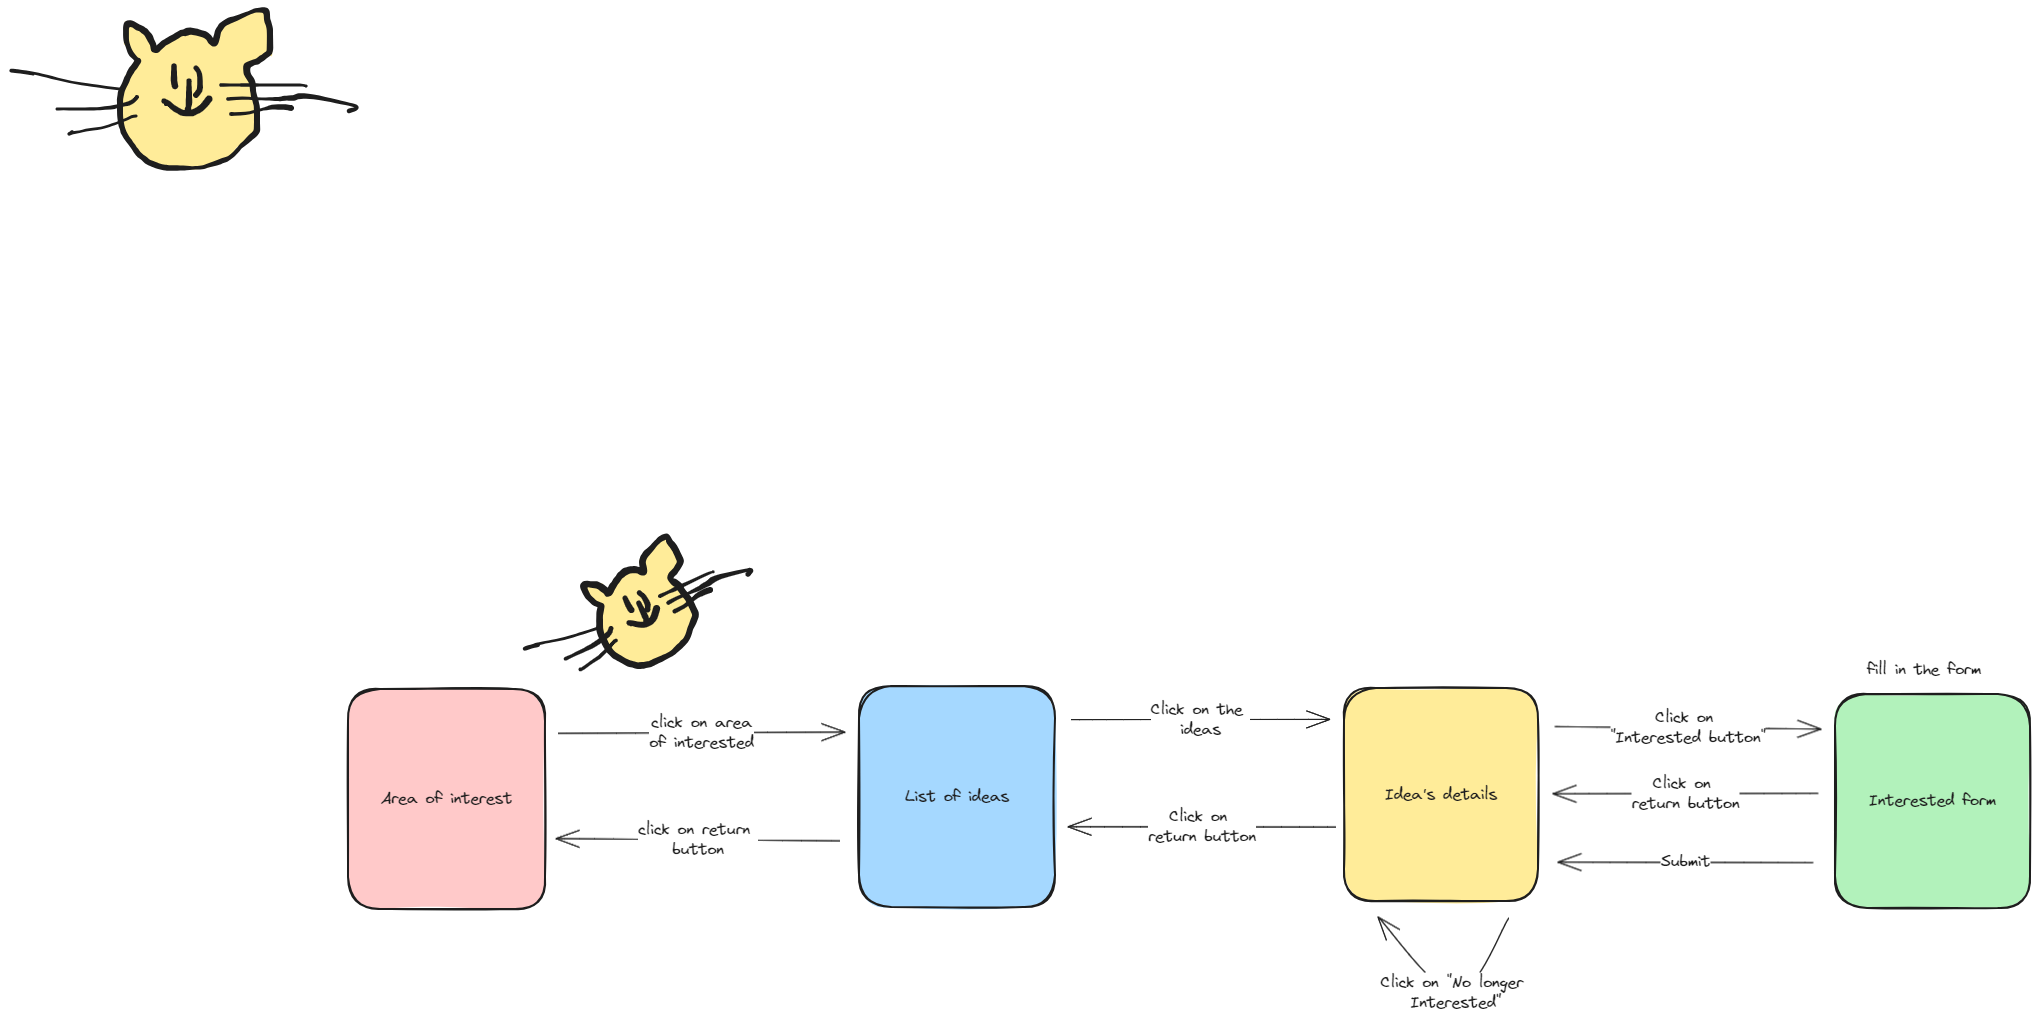 fill in the form
click on area
of interested
Click on the
ideas
Click on
"Interested button"
Area of interest
List of ideas
Idea's details
Click on
return button
Interested form
click on return
button
Click on
return button
Submit
Click on "No longer
Interested"